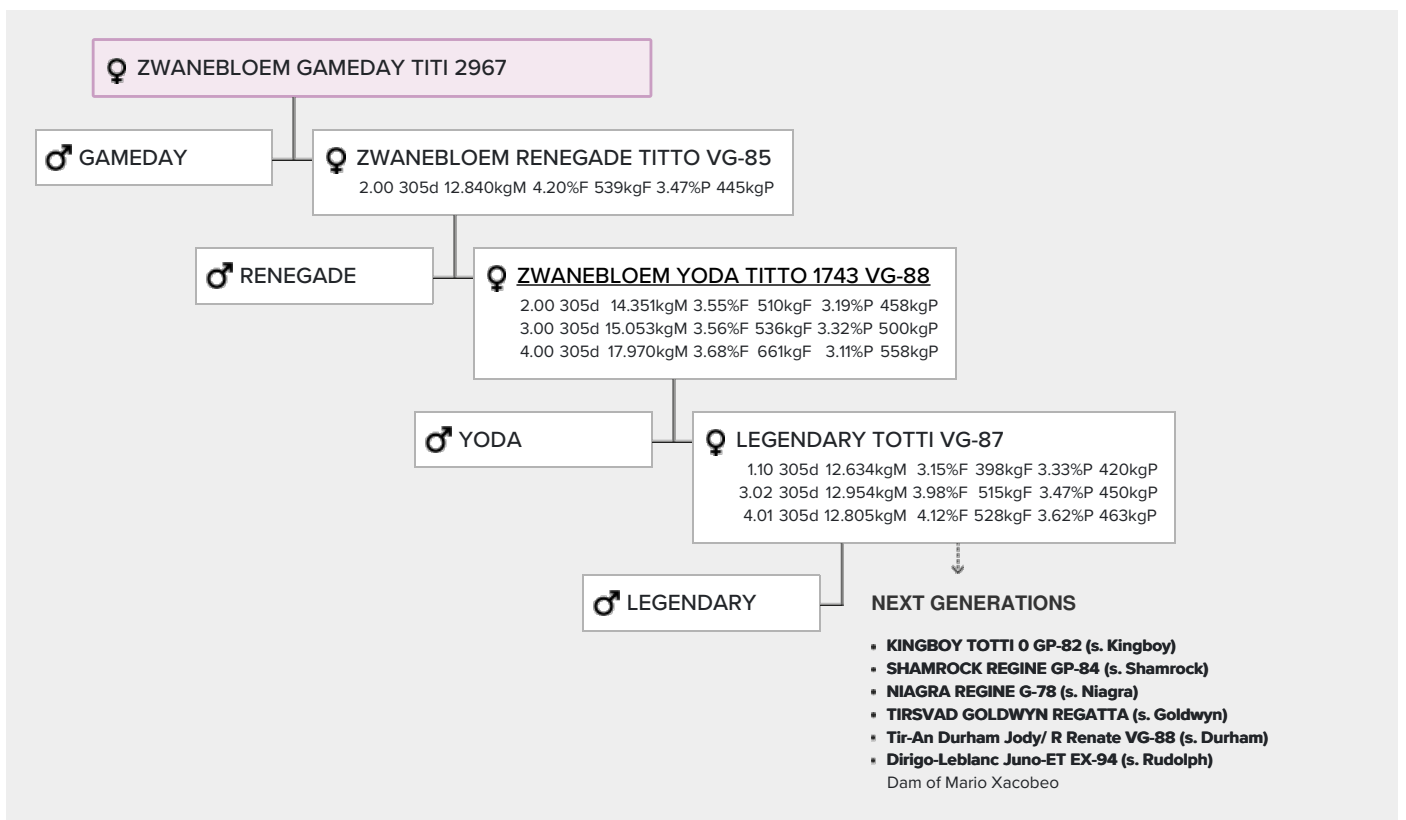 ZWANEBLOEM GAMEDAY TITI 2967
GAMEDAY
ZWANEBLOEM RENEGADE TITTO VG-85
2.00 305d 12.840kgM 4.20%F 539kgF 3.47%P 445kgP
RENEGADE
ZWANEBLOEM YODA TITTO 1743 VG-88
2.00 305d 14.351kgM 3.55%F 510kgF 3.19%P 458kgP
3.00 305d 15.053kgM 3.56%F 536kgF 3.32%P 500kgP
4.00 305d 17.970kgM 3.68%F 661kgF 3.11%P 558kgP
YODA
LEGENDARY TOTTI VG-87
1.10 305d 12.634kgM 3.15%F 398kgF 3.33%P 420kgP
3.02 305d 12.954kgM 3.98%F 515kgF 3.47%P 450kgP
4.01 305d 12.805kgM 4.12%F 528kgF 3.62%P 463kgP
LEGENDARY
NEXT GENERATIONS
• KINGBOY TOTTI 0 GP-82 (s. Kingboy)
• SHAMROCK REGINE GP-84 (s. Shamrock)
• NIAGRA REGINE G-78 (s. Niagra)
• TIRSVAD GOLDWYN REGATTA (s. Goldwyn)
• Tir-An Durham Jody/ R Renate VG-88 (s. Durham)
• Dirigo-Leblanc Juno-ET EX-94 (s. Rudolph)
Dam of Mario Xacobeo